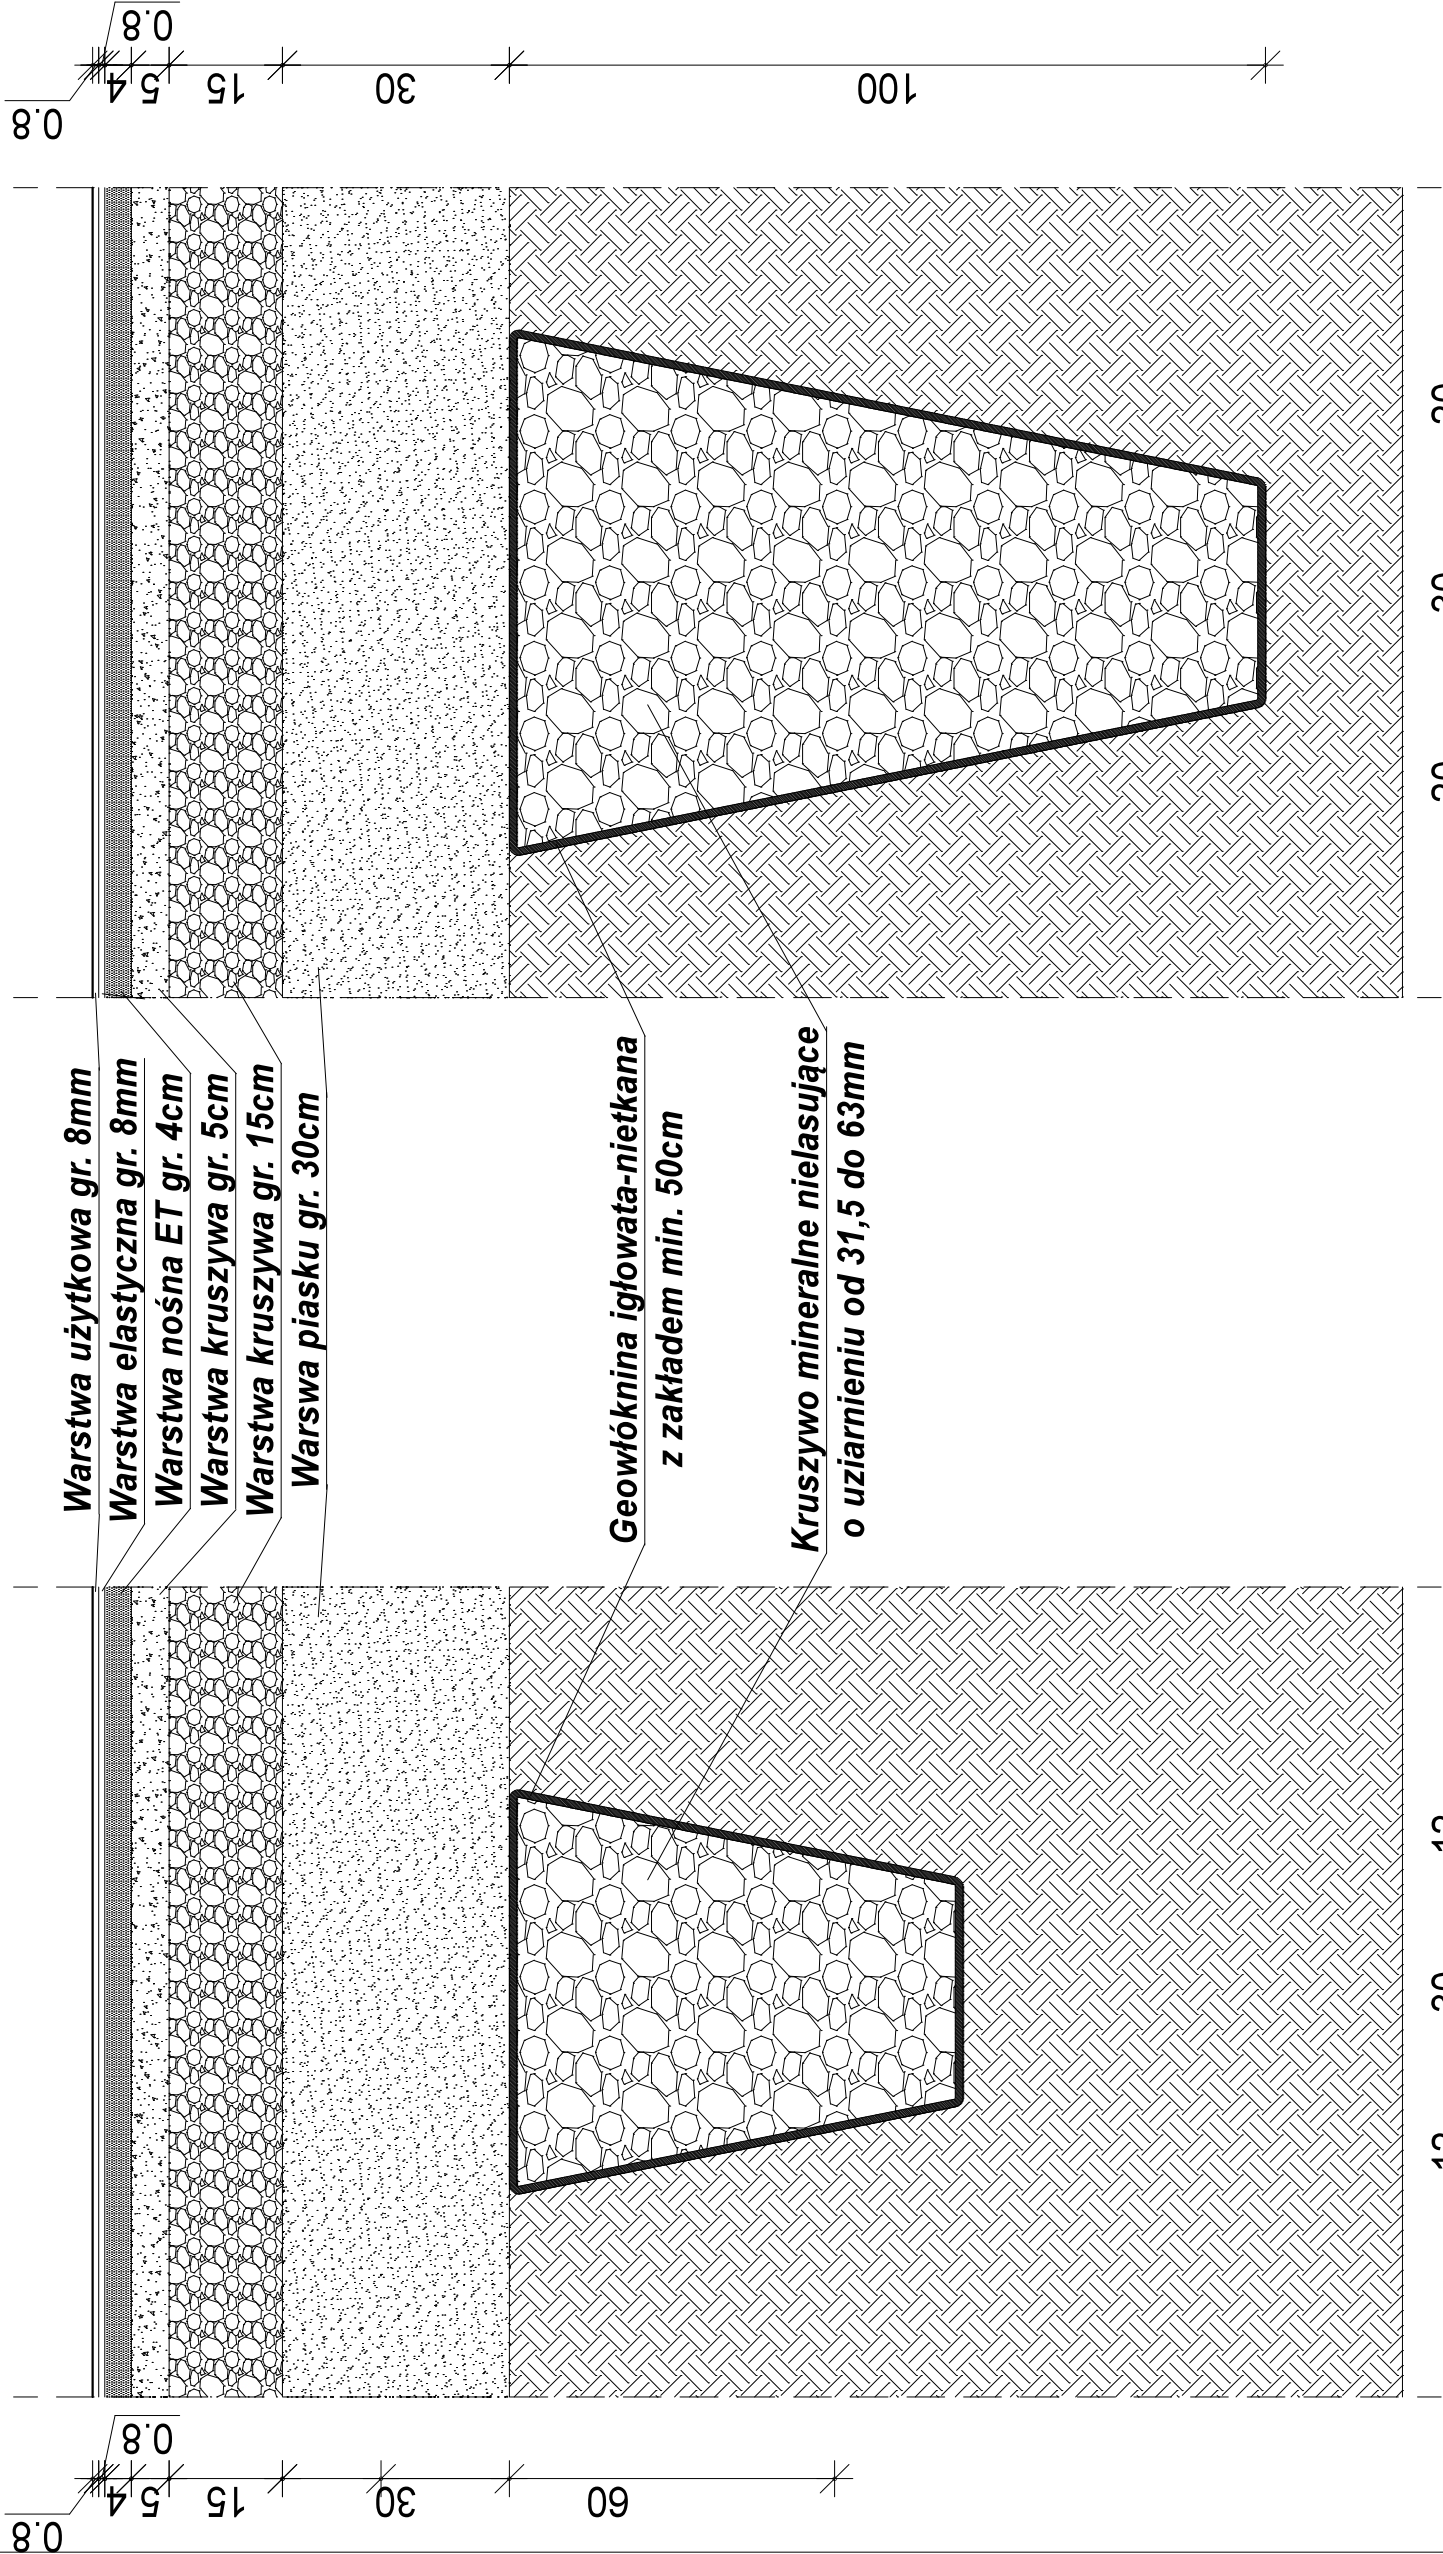 Warstwa użytkowa gr. 8mm
Warstwa elastyczna gr. 8mm
Warstwa nośna ET gr. 4cm
Warstwa kruszywa gr. 5cm
Warstwa kruszywa gr. 15cm
Warswa piasku gr. 30cm
Geowłóknina igłowata-nietkana
z zakładem min. 50cm
Kruszywo mineralne nielasujące
o uziarnieniu od 31,5 do 63mm
0.8
0.8
4
5
15
30
100
0.8
0.8
4
5
15
30
60